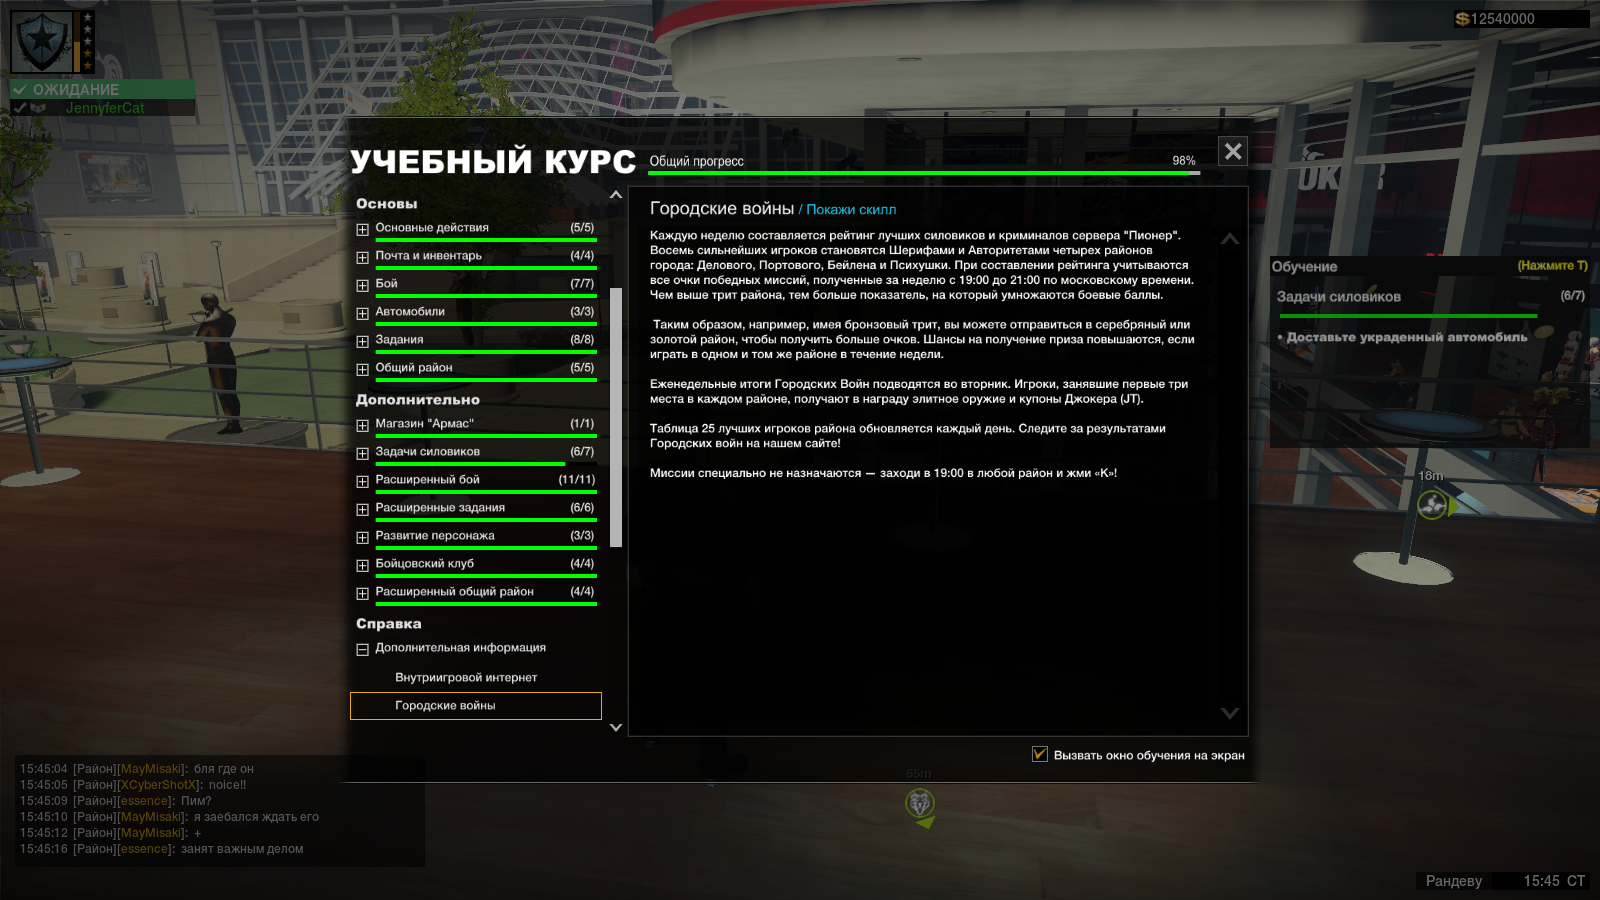 $12540000
ОЖИДАНИЕ
JennyferCat
УЧЕБНЫЙ КУРС
Общий прогресс
98%
Основы
Основные действия (5/5)
Почта и инвентарь (4/4)
Бой (7/7)
Автомобили (3/3)
Задания (8/8)
Общий район (5/5)
Дополнительно
Магазин "Армас" (1/1)
Задачи силовиков (6/7)
Расширенный бой (11/11)
Расширенные задания (6/6)
Развитие персонажа (3/3)
Бойцовский клуб (4/4)
Расширенный общий район (4/4)
Справка
Дополнительная информация
Внутриигровой интернет
Городские войны
Городские войны / Покажи скилл
Каждую неделю составляется рейтинг лучших силовиков и криминалов сервера "Пионер".
Восемь сильнейших игроков становятся Шерифами и Авторитетами четырех районов
города: Делового, Портового, Бейлена и Психушки. При составлении рейтинга учитываются
все очки победных миссий, полученные за неделю с 19:00 до 21:00 по московскому времени.
Чем выше трит района, тем больше показатель, на который умножаются боевые баллы.
Таким образом, например, имея бронзовый трит, вы можете отправиться в серебряный или
золотой район, чтобы получить больше очков. Шансы на получение приза повышаются, если
играть в одном и том же районе в течение недели.
Еженедельные итоги Городских Войн подводятся во вторник. Игроки, занявшие первые три
места в каждом районе, получают в награду элитное оружие и купоны Джокера (JT).
Таблица 25 лучших игроков района обновляется каждый день. Следите за результатами
Городских войн на нашем сайте!
Миссии специально не назначаются — заходи в 19:00 в любой район и жми «К»!
Вызвать окно обучения на экран
Обучение (Нажмите T)
Задачи силовиков (6/7)
• Доставьте украденный автомобиль
18m
65m
15:45:04 [Район][MayMisaki]: бля где он
15:45:05 [Район][XCyberShotX]: noice!!
15:45:09 [Район][essence]: Пим?
15:45:10 [Район][MayMisaki]: я заебался ждать его
15:45:12 [Район][MayMisaki]: +
15:45:16 [Район][essence]: занят важным делом
Рандеву 15:45 СТ